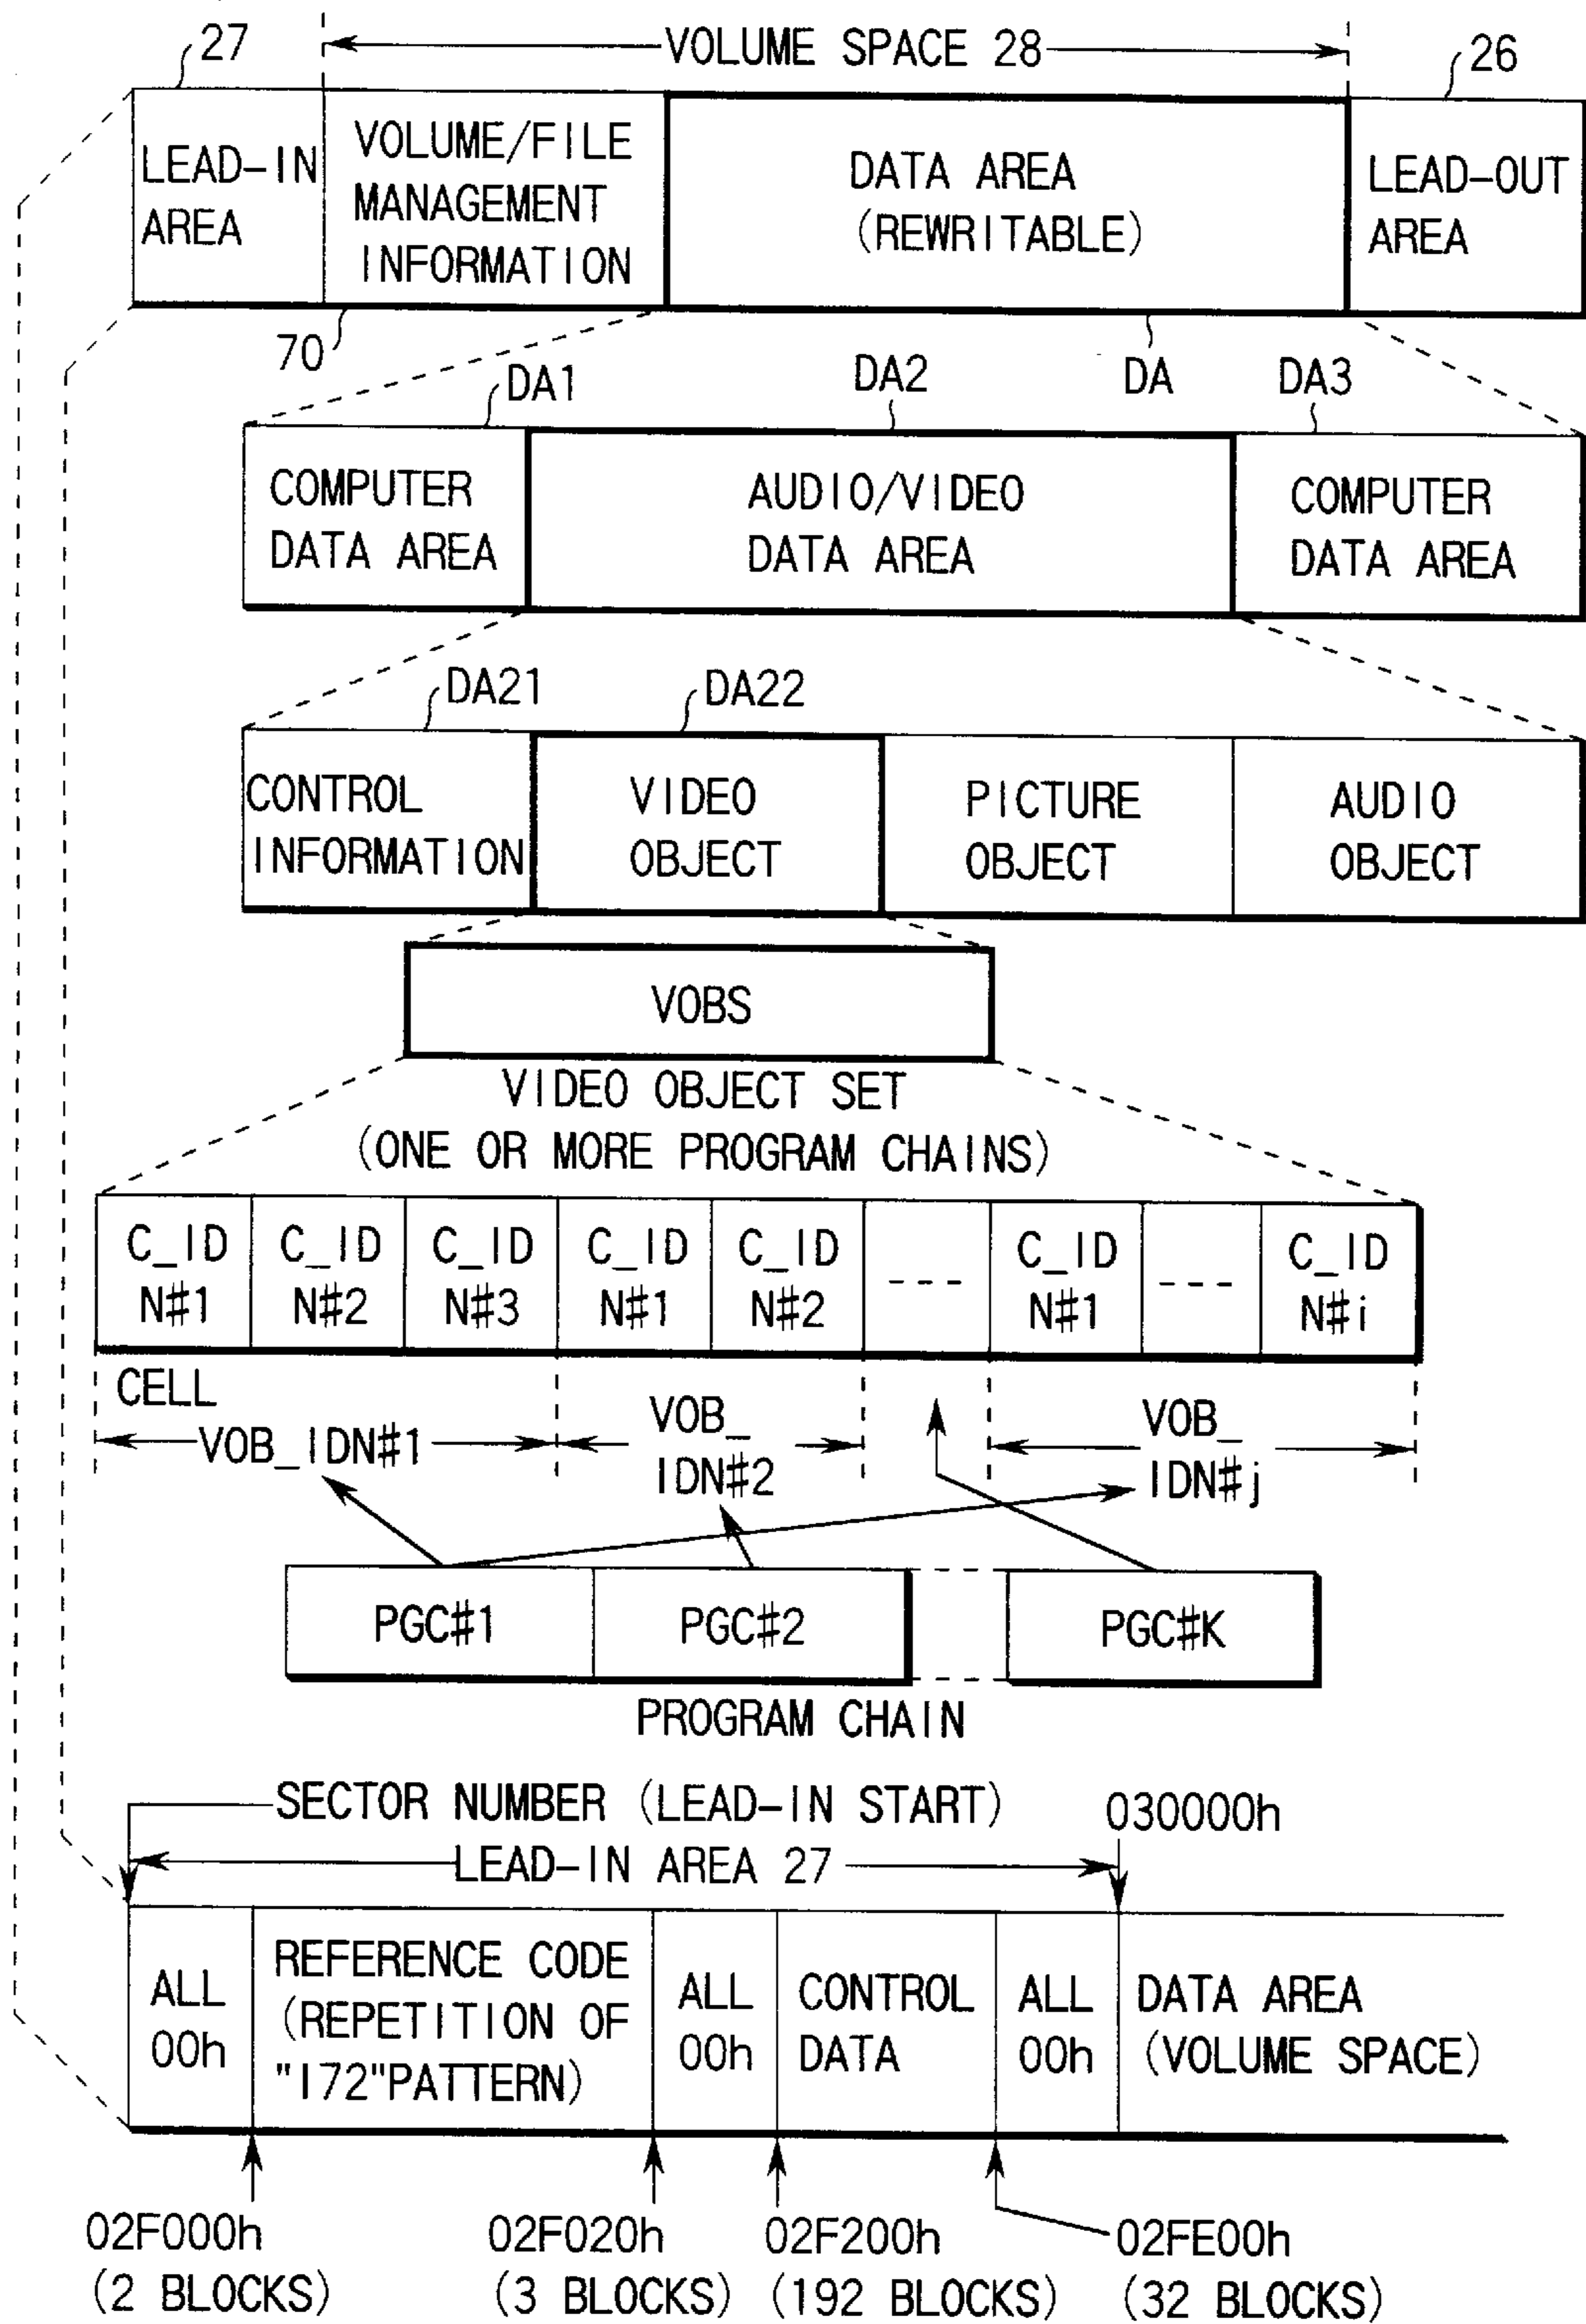 27
VOLUME SPACE 28
26
LEAD-IN
AREA
VOLUME/FILE
MANAGEMENT
INFORMATION
DATA AREA
(REWRITABLE)
LEAD-OUT
AREA
70
DA1
DA2
DA
DA3
COMPUTER
DATA AREA
AUDIO/VIDEO
DATA AREA
COMPUTER
DATA AREA
DA21
DA22
CONTROL
INFORMATION
VIDEO
OBJECT
PICTURE
OBJECT
AUDIO
OBJECT
VOBS
VIDEO OBJECT SET
(ONE OR MORE PROGRAM CHAINS)
C_ID
N#1
C_ID
N#2
C_ID
N#3
C_ID
N#1
C_ID
N#2
---
C_ID
N#1
---
C_ID
N#i
CELL
VOB_IDN#1
VOB_
IDN#2
VOB_
IDN#j
PGC#1
PGC#2
PGC#K
PROGRAM CHAIN
SECTOR NUMBER (LEAD-IN START)
030000h
LEAD-IN AREA 27
ALL
00h
REFERENCE CODE
(REPETITION OF
"172"PATTERN)
ALL
00h
CONTROL
DATA
ALL
00h
DATA AREA
(VOLUME SPACE)
02F000h
(2 BLOCKS)
02F020h
(3 BLOCKS)
02F200h
(192 BLOCKS)
02FE00h
(32 BLOCKS)